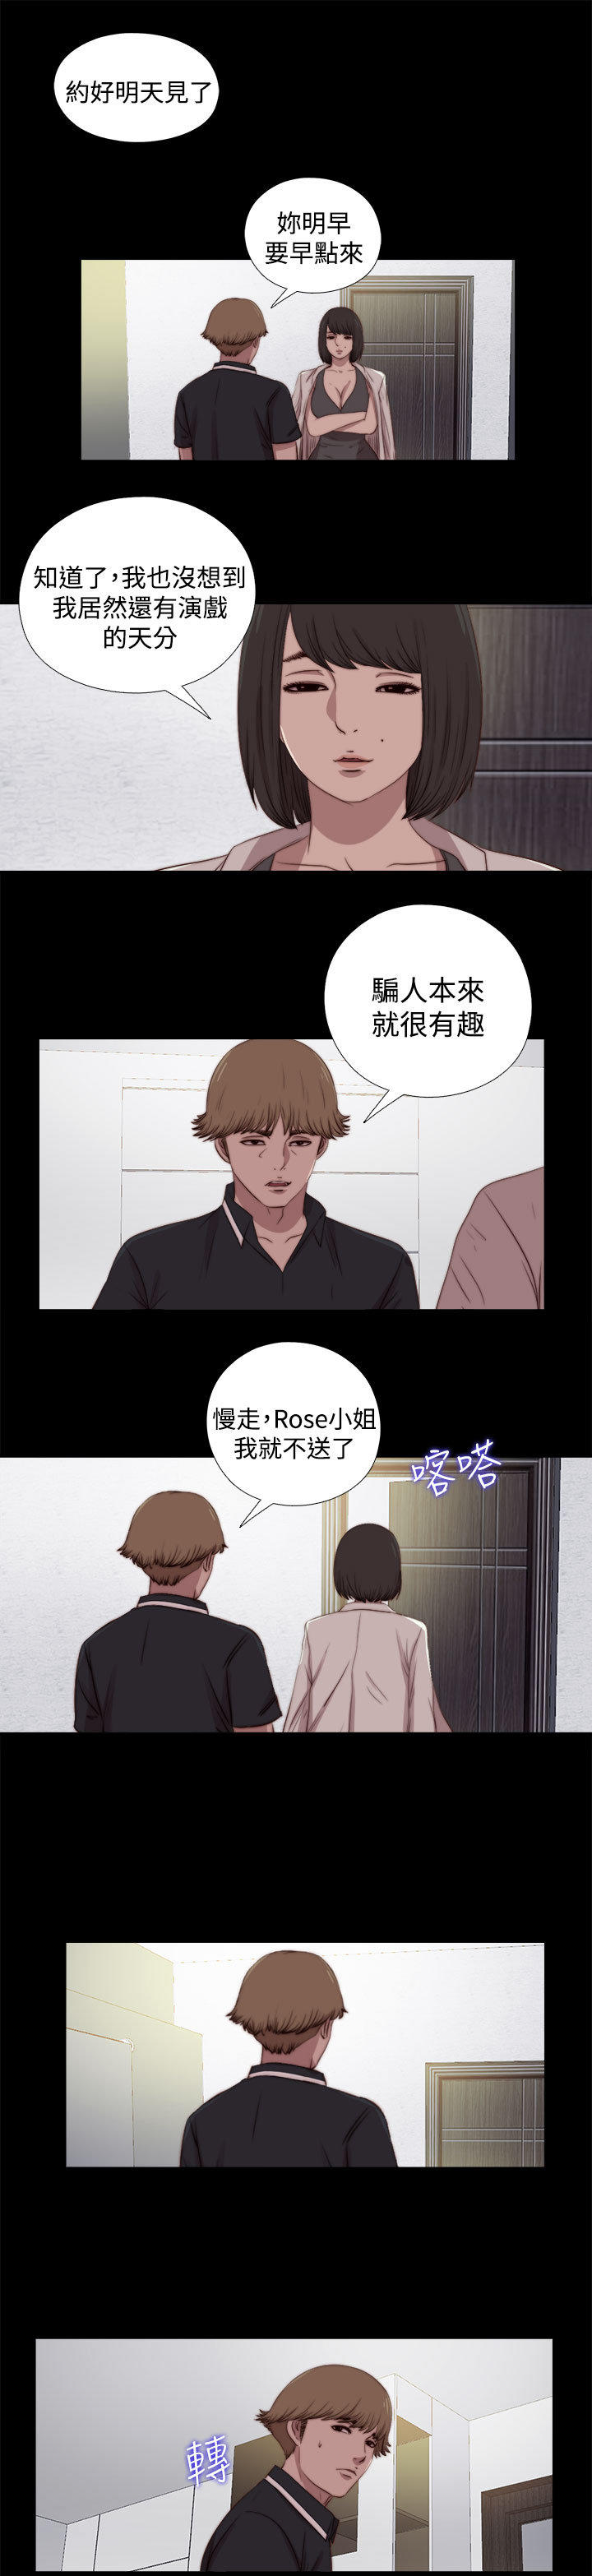 約好明天見了
妳明早
要早點來
知道了，我也沒想到
我居然還有演戲
的天分
騙人本來
就很有趣
慢走，Rose小姐
我就不送了
喀嗒
轉